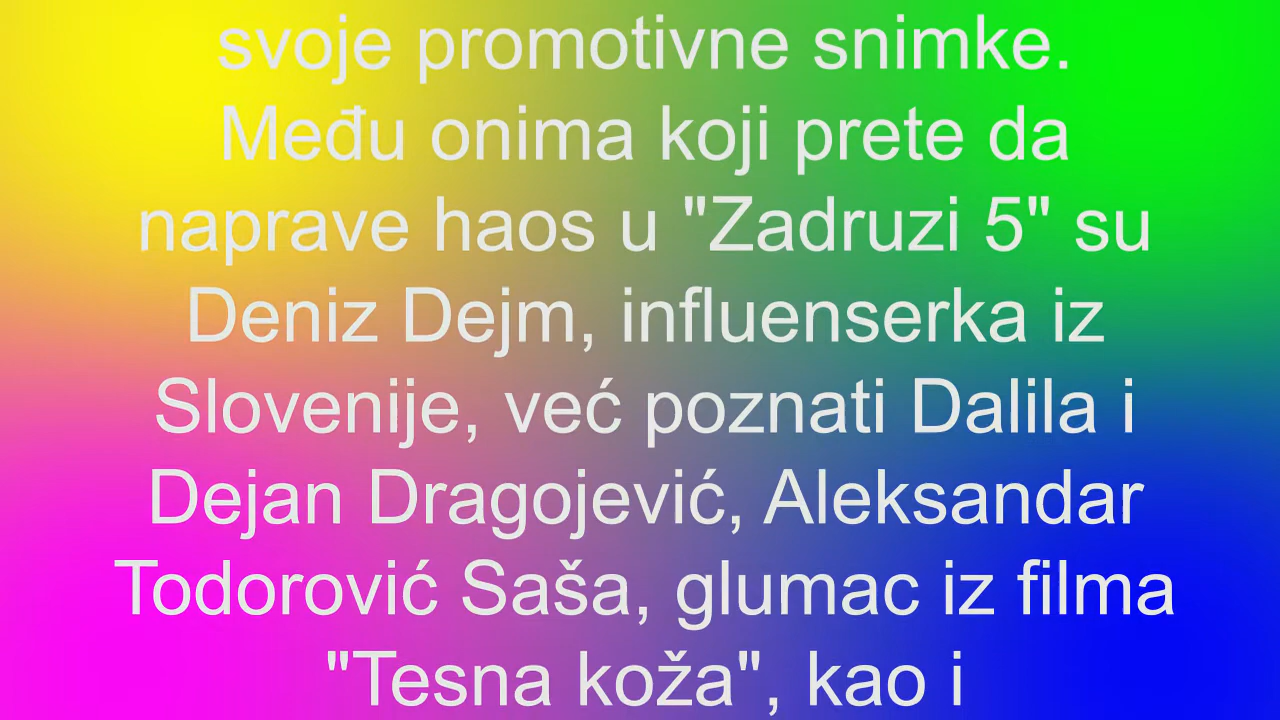 svoje promotivne snimke.
Među onima koji prete da
naprave haos u "Zadruzi 5" su
Deniz Dejm, influenserka iz
Slovenije, već poznati Dalila i
Dejan Dragojević, Aleksandar
Todorović Saša, glumac iz filma
"Tesna koža", kao i